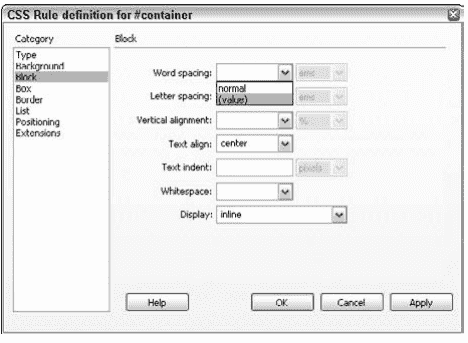 CSS Rule definition for #container
Category
Block
Type
Background
Block
Box
Border
List
Positioning
Extensions
Word spacing: ems
normal
(value)
Letter spacing: ems
Vertical alignment: %
Text align: center
Text indent: pixels
Whitespace:
Display: inline
Help OK Cancel Apply